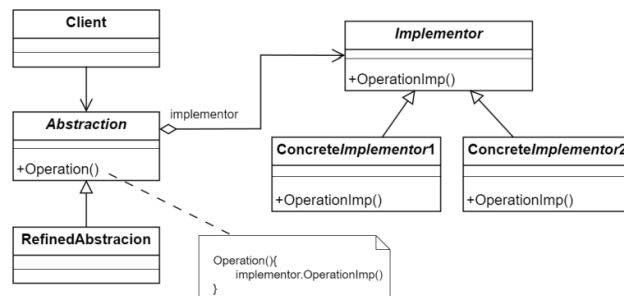 Client
Implementor
+OperationImp()
implementor
Abstraction
+Operation()
ConcreteImplementor1
+OperationImp()
ConcreteImplementor2
+OperationImp()
RefinedAbstracion
Operation(){
implementor.OperationImp()
}